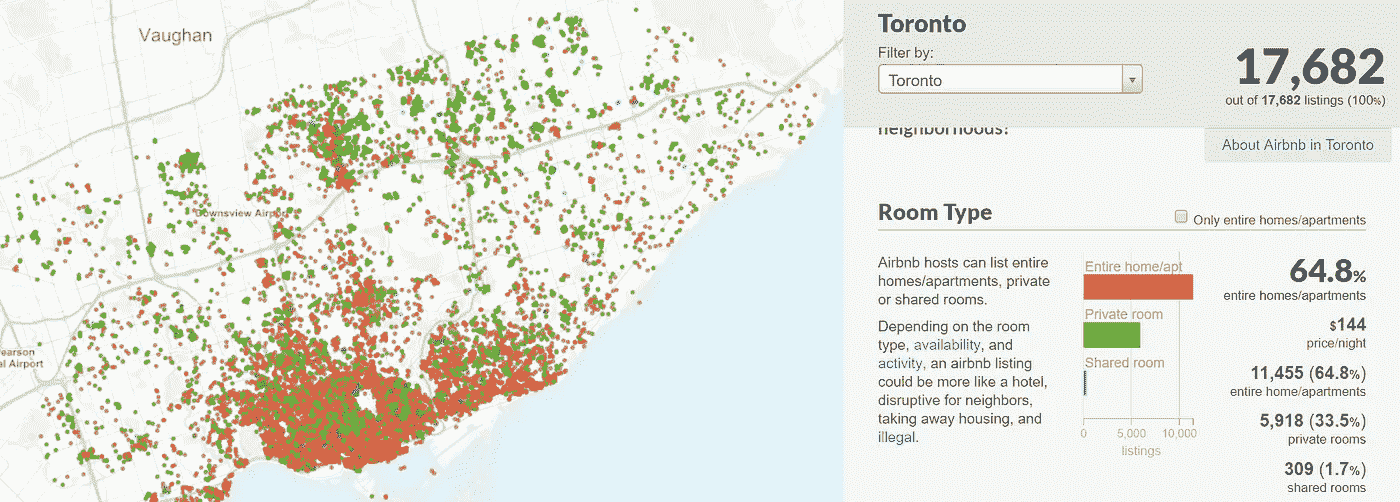 Vaughan
Downsview Airport
earson
al Airport
Toronto
Filter by:
Toronto
17,682
out of 17,682 listings (100%)
neighborhoods?
About Airbnb in Toronto
Room Type
Only entire homes/apartments
Airbnb hosts can list entire
homes/apartments, private
or shared rooms.
Depending on the room
type, availability, and
activity, an airbnb listing
could be more like a hotel,
disruptive for neighbors,
taking away housing, and
illegal.
Entire home/apt
Private room
Shared room
0 5,000 10,000
listings
64.8%
entire homes/apartments
$144
price/night
11,455 (64.8%)
entire homes/apartments
5,918 (33.5%)
private rooms
309 (1.7%)
shared rooms